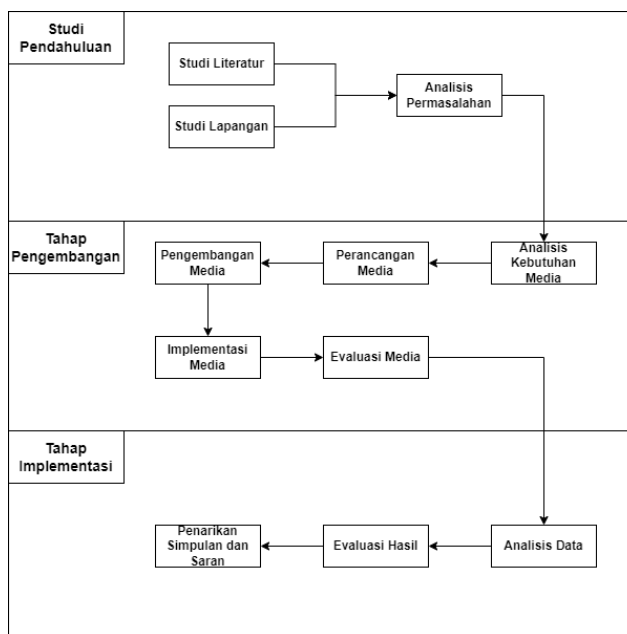 Studi
Pendahuluan
Studi Literatur
Studi Lapangan
Analisis
Permasalahan
Tahap
Pengembangan
Analisis
Kebutuhan
Media
Perancangan
Media
Pengembangan
Media
Implementasi
Media
Evaluasi Media
Tahap
Implementasi
Analisis Data
Evaluasi Hasil
Penarikan
Simpulan dan
Saran